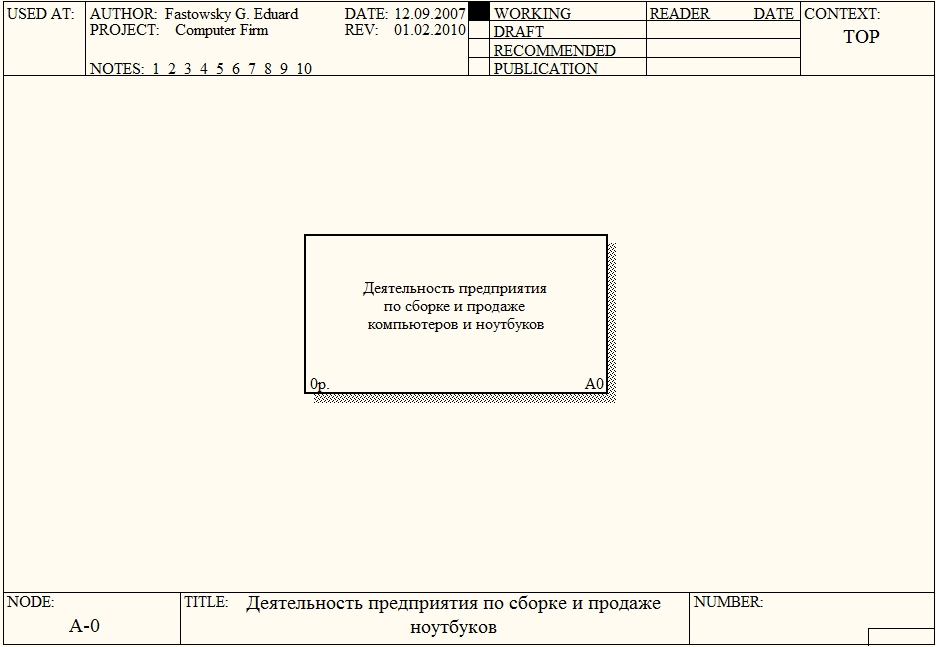 USED AT:
AUTHOR: Fastowsky G. Eduard
DATE: 12.09.2007
PROJECT: Computer Firm
REV: 01.02.2010
NOTES: 1 2 3 4 5 6 7 8 9 10
WORKING
DRAFT
RECOMMENDED
PUBLICATION
READER DATE
CONTEXT:
TOP
Деятельность предприятия
по сборке и продаже
компьютеров и ноутбуков
0р. A0
NODE:
A-0
TITLE: Деятельность предприятия по сборке и продаже
ноутбуков
NUMBER: